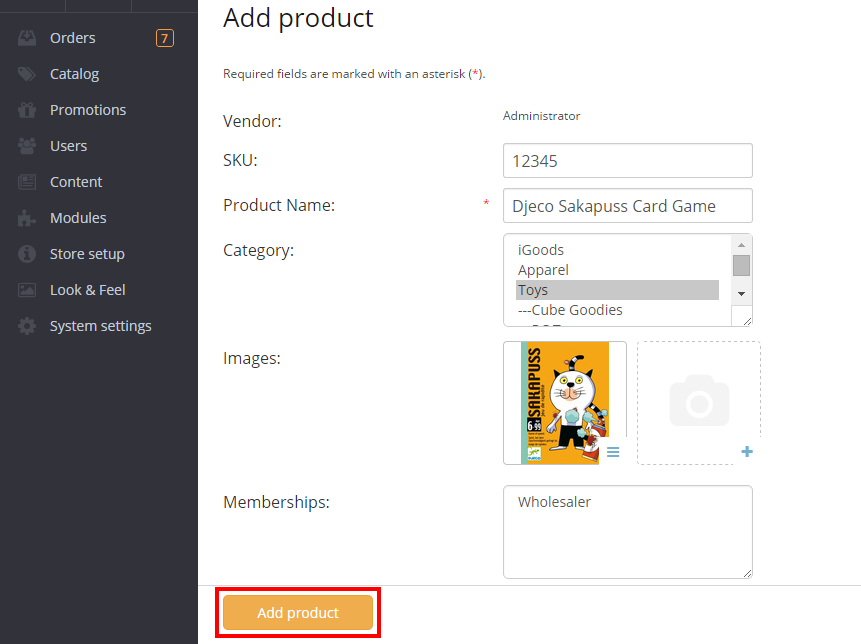 Add product
Orders 7
Catalog
Promotions
Users
Content
Modules
Store setup
Look & Feel
System settings
Required fields are marked with an asterisk (*).
Vendor: Administrator
SKU: 12345
Product Name: * Djeco Sakapuss Card Game
Category:
iGoods
Apparel
Toys
---Cube Goodies
Images:
SAKAPUSS
6-99
DJECO
Memberships:
Wholesaler
Add product